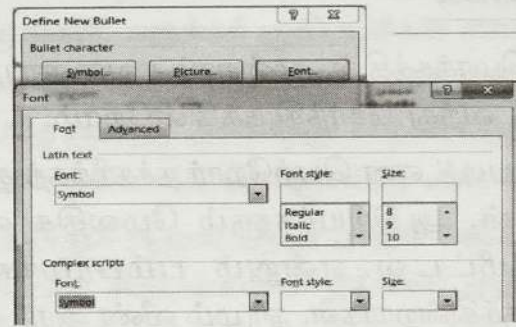 Define New Bullet
Bullet character
Symbol... Picture... Font...
Font
Font Advanced
Latin text
Font: Font style: Size:
Symbol
Regular 8
Italic 9
Bold 10
Complex scripts
Font: Font style: Size:
Symbol